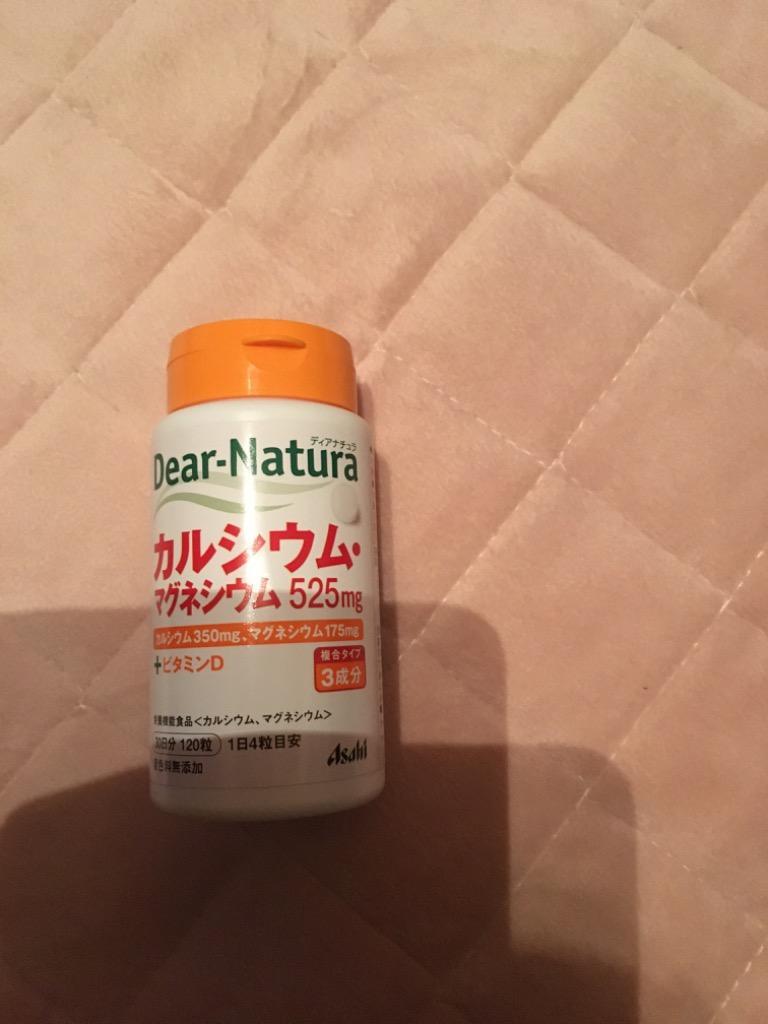 ディアナチュラ
Dear-Natura
カルシウム・
マグネシウム 525mg
カルシウム350mg、マグネシウム175mg
+ビタミンD
複合タイプ
3成分
栄養機能食品<カルシウム、マグネシウム>
30日分 120粒 1日4粒目安
Asahi
着色料無添加